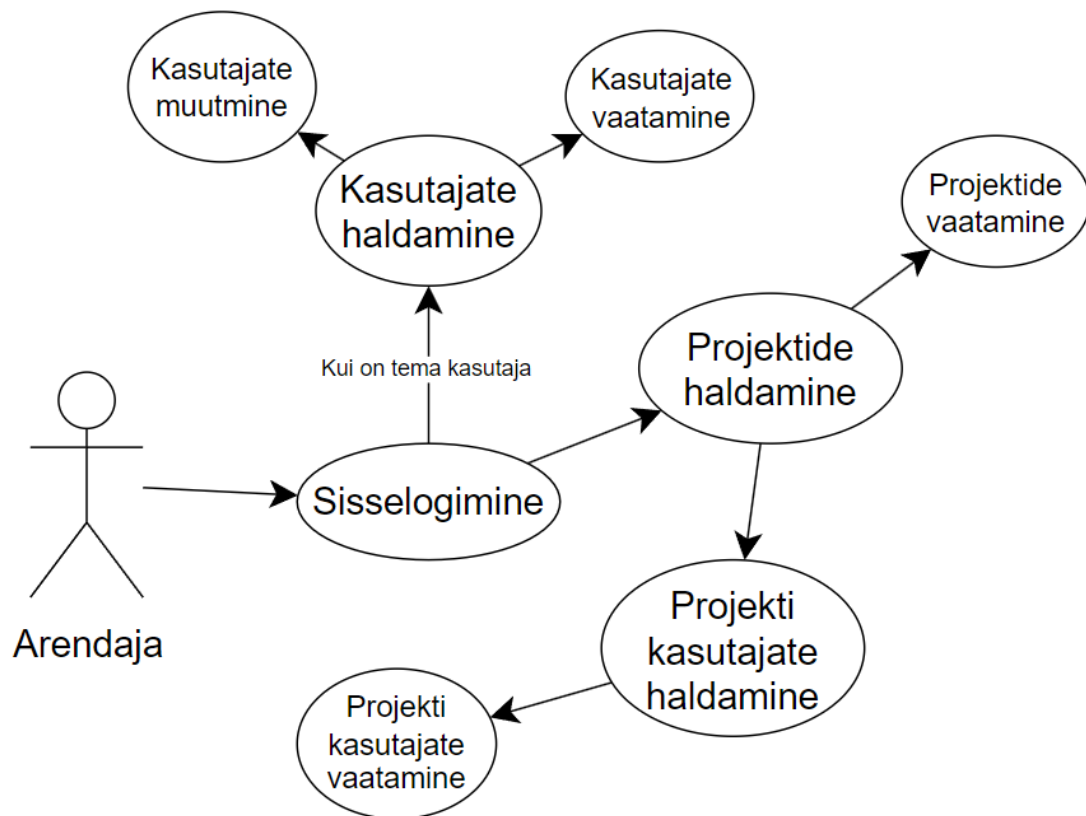 Kasutajate
muutmine
Kasutajate
vaatamine
Kasutajate
haldamine
Projektide
vaatamine
Kui on tema kasutaja
Projektide
haldamine
Sisselogimine
Arendaja
Projekti
kasutajate
haldamine
Projekti
kasutajate
vaatamine